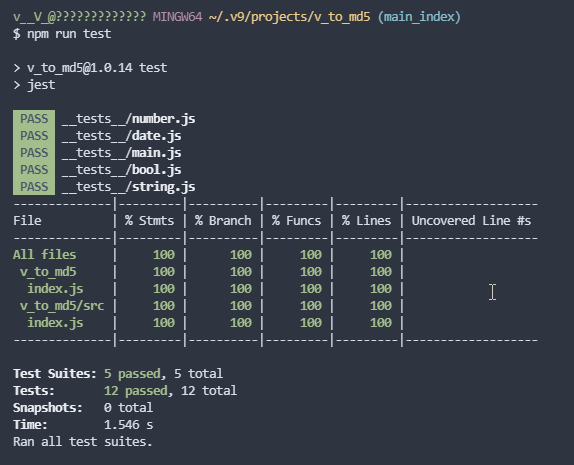 v__V_@????????????? MINGW64 ~/.v9/projects/v_to_md5 (main_index)
$ npm run test
> v_to_md5@1.0.14 test
> jest
PASS __tests__/number.js
PASS __tests__/date.js
PASS __tests__/main.js
PASS __tests__/bool.js
PASS __tests__/string.js
--------------|---------|----------|---------|---------|-------------------
File | % Stmts | % Branch | % Funcs | % Lines | Uncovered Line #s
--------------|---------|----------|---------|---------|-------------------
All files | 100 | 100 | 100 | 100 |
v_to_md5 | 100 | 100 | 100 | 100 |
index.js | 100 | 100 | 100 | 100 |
v_to_md5/src | 100 | 100 | 100 | 100 |
index.js | 100 | 100 | 100 | 100 |
--------------|---------|----------|---------|---------|-------------------
Test Suites: 5 passed, 5 total
Tests: 12 passed, 12 total
Snapshots: 0 total
Time: 1.546 s
Ran all test suites.